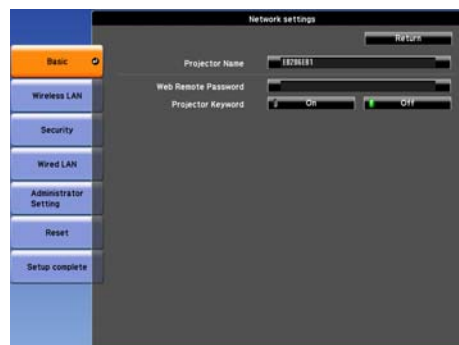 Network settings
Return
Basic
Projector Name EB2B6EB1
Wireless LAN
Web Remote Password
Projector Keyword On Off
Security
Wired LAN
Administrator
Setting
Reset
Setup complete